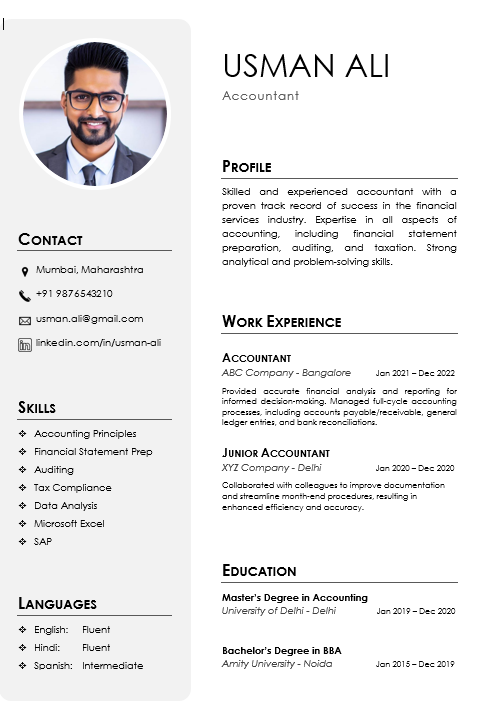 USMAN ALI
Accountant
CONTACT
Mumbai, Maharashtra
+91 9876543210
usman.ali@gmail.com
linkedin.com/in/usman-ali
SKILLS
Accounting Principles
Financial Statement Prep
Auditing
Tax Compliance
Data Analysis
Microsoft Excel
SAP
LANGUAGES
English: Fluent
Hindi: Fluent
Spanish: Intermediate
PROFILE
Skilled and experienced accountant with a
proven track record of success in the financial
services industry. Expertise in all aspects of
accounting, including financial statement
preparation, auditing, and taxation. Strong
analytical and problem-solving skills.
WORK EXPERIENCE
ACCOUNTANT
ABC Company - Bangalore Jan 2021 – Dec 2022
Provided accurate financial analysis and reporting for
informed decision-making. Managed full-cycle accounting
processes, including accounts payable/receivable, general
ledger entries, and bank reconciliations.
JUNIOR ACCOUNTANT
XYZ Company - Delhi Jan 2020 – Dec 2020
Collaborated with colleagues to improve documentation
and streamline month-end procedures, resulting in
enhanced efficiency and accuracy.
EDUCATION
Master's Degree in Accounting
University of Delhi - Delhi Jan 2019 – Dec 2020
Bachelor's Degree in BBA
Amity University - Noida Jan 2015 – Dec 2019